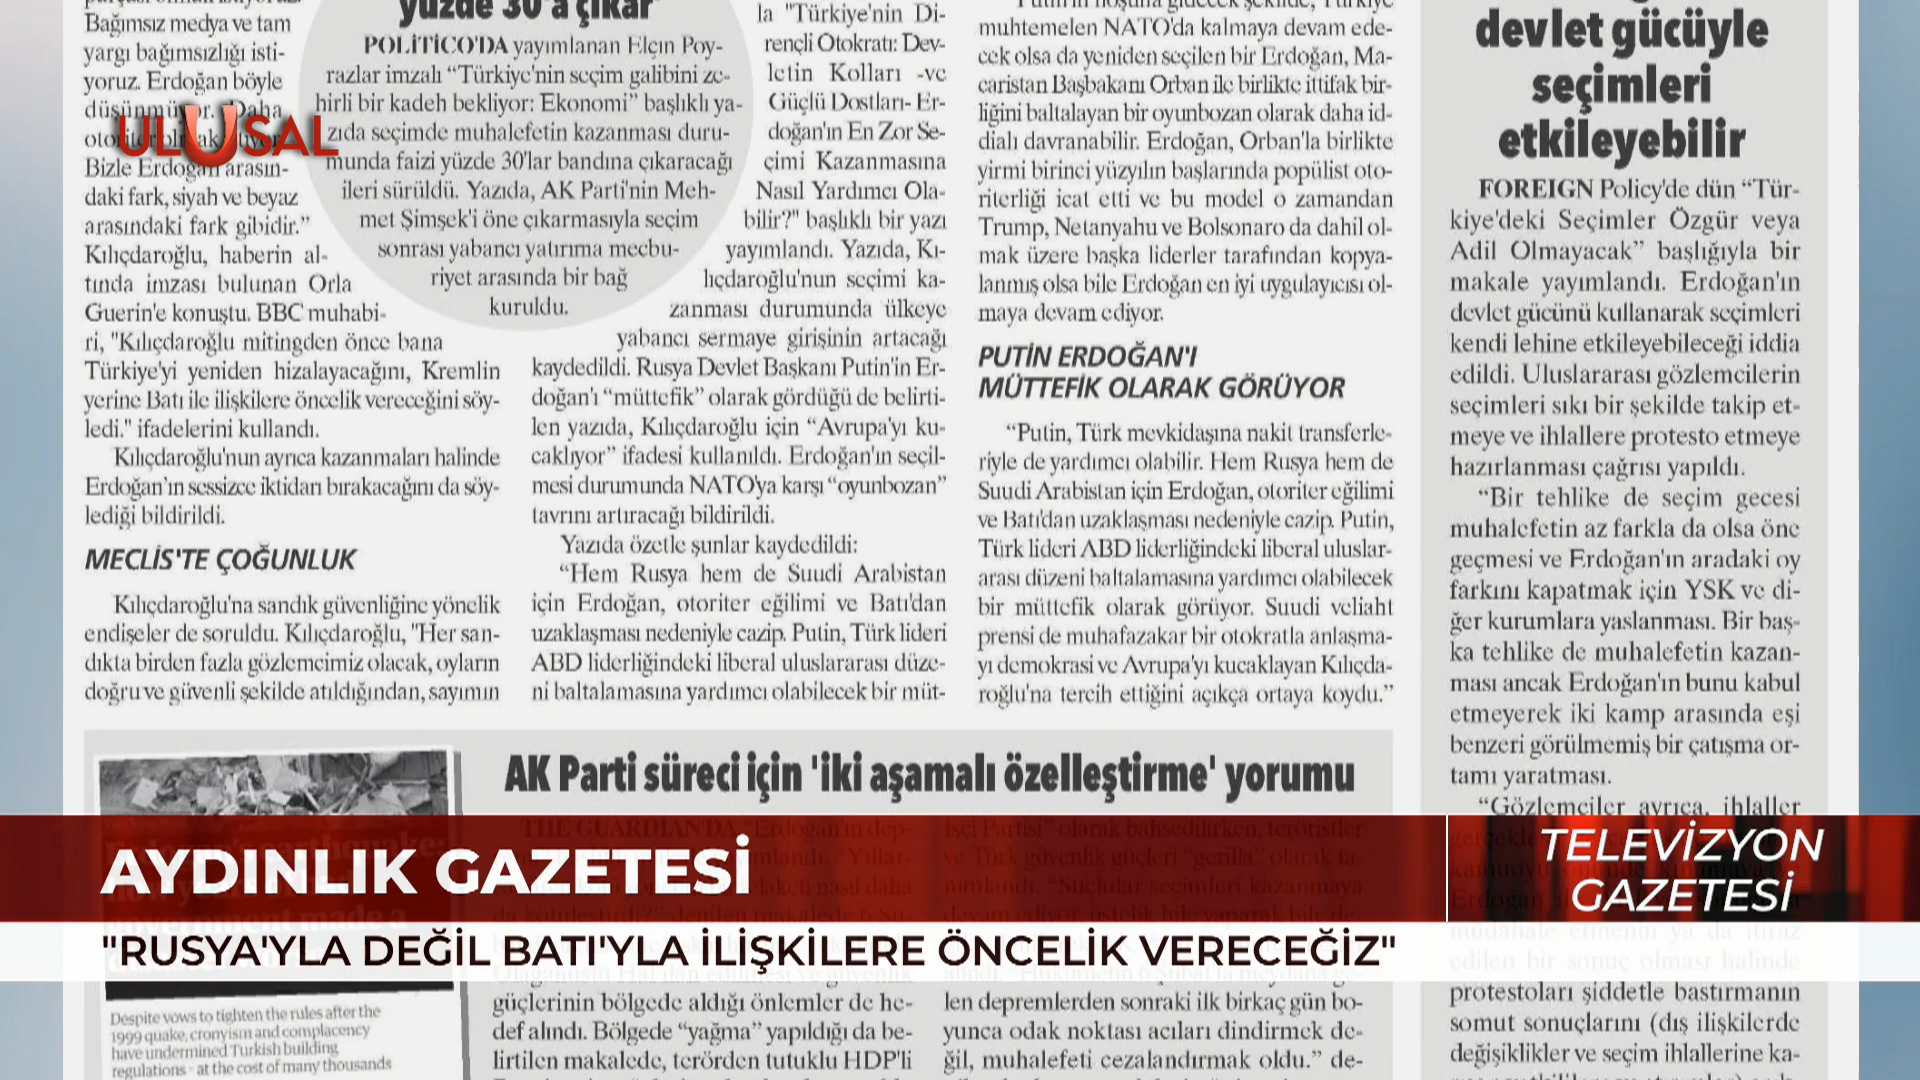 Bağımsız medya ve tam
yargı bağımsızlığı isti-
yoruz. Erdoğan böyle
düşünmüyor. Daha
Bizle Erdoğan arasın-
daki fark, siyah ve beyaz
arasındaki fark gibidir.”
Kılıçdaroğlu, haberin al-
tında imzası bulunan Orla
Guerin'e konuştu. BBC muhabi-
ri, "Kılıçdaroğlu mitingden önce bana
Türkiye'yi yeniden hizalayacağını, Kremlin
yerine Batı ile ilişkilere öncelik vereceğini söy-
ledi." ifadelerini kullandı.
Kılıçdaroğlu'nun ayrıca kazanmaları halinde
Erdoğan’ın sessizce iktidarı bırakacağını da söy-
lediği bildirildi.
MECLİS'TE ÇOĞUNLUK
Kılıçdaroğlu'na sandık güvenliğine yönelik
endişeler de soruldu. Kılıçdaroğlu, "Her san-
dıkta birden fazla gözlemcimiz olacak, oyların
doğru ve güvenli şekilde atıldığından, sayımın
yüzde 30'a çıkar'
POLİTİCO'DA yayımlanan Elçin Poy-
razlar imzalı “Türkiye'nin seçim galibini ze-
hirli bir kadeh bekliyor: Ekonomi” başlıklı ya-
zıda seçimde muhalefetin kazanması duru-
munda faizi yüzde 30'lar bandına çıkaracağı
ileri sürüldü. Yazıda, AK Parti'nin Meh-
met Şimşek'i öne çıkarmasıyla seçim
sonrası yabancı yatırıma mecbu-
riyet arasında bir bağ
kuruldu.
la "Türkiye'nin Di-
rençli Otokratı: Dev-
letin Kolları -ve
Güçlü Dostları- Er-
doğan'ın En Zor Se-
çimi Kazanmasına
Nasıl Yardımcı Ola-
bilir?" başlıklı bir yazı
yayımlandı. Yazıda, Kı-
lıçdaroğlu'nun seçimi ka-
zanması durumunda ülkeye
yabancı sermaye girişinin artacağı
kaydedildi. Rusya Devlet Başkanı Putin'in Er-
doğan'ı “müttefik” olarak gördüğü de belirti-
len yazıda, Kılıçdaroğlu için “Avrupa'yı ku-
caklıyor” ifadesi kullanıldı. Erdoğan'ın seçil-
mesi durumunda NATO'ya karşı “oyunbozan”
tavrını artıracağı bildirildi.
Yazıda özetle şunlar kaydedildi:
“Hem Rusya hem de Suudi Arabistan
için Erdoğan, otoriter eğilimi ve Batı'dan
uzaklaşması nedeniyle cazip. Putin, Türk lideri
ABD liderliğindeki liberal uluslararası düze-
ni baltalamasına yardımcı olabilecek bir müt-
Putin'in hoşuna gidecek şekilde, Türkiye
muhtemelen NATO'da kalmaya devam ede-
cek olsa da yeniden seçilen bir Erdoğan, Ma-
caristan Başbakanı Orban ile birlikte ittifak bir-
liğini baltalayan bir oyunbozan olarak daha id-
dialı davranabilir. Erdoğan, Orban'la birlikte
yirmi birinci yüzyılın başlarında popülist oto-
riterliği icat etti ve bu model o zamandan
Trump, Netanyahu ve Bolsonaro da dahil ol-
mak üzere başka liderler tarafından kopya-
lanmış olsa bile Erdoğan en iyi uygulayıcısı ol-
maya devam ediyor.
PUTİN ERDOĞAN'I
MÜTTEFİK OLARAK GÖRÜYOR
“Putin, Türk mevkidaşına nakit transferle-
riyle de yardımcı olabilir. Hem Rusya hem de
Suudi Arabistan için Erdoğan, otoriter eğilimi
ve Batı'dan uzaklaşması nedeniyle cazip. Putin,
Türk lideri ABD liderliğindeki liberal uluslar-
arası düzeni baltalamasına yardımcı olabilecek
bir müttefik olarak görüyor. Suudi veliaht
prensi de muhafazakar bir otokratla anlaşma-
yı demokrasi ve Avrupa'yı kucaklayan Kılıçda-
roğlu'na tercih ettiğini açıkça ortaya koydu.”
devlet gücüyle
seçimleri
etkileyebilir
FOREIGN Policy'de dün “Tür-
kiye'deki Seçimler Özgür veya
Adil Olmayacak” başlığıyla bir
makale yayımlandı. Erdoğan'ın
devlet gücünü kullanarak seçimleri
kendi lehine etkileyebileceği iddia
edildi. Uluslararası gözlemcilerin
seçimleri sıkı bir şekilde takip et-
meye ve ihlallere protesto etmeye
hazırlanması çağrısı yapıldı.
“Bir tehlike de seçim gecesi
muhalefetin az farkla da olsa öne
geçmesi ve Erdoğan'ın aradaki oy
farkını kapatmak için YSK ve di-
ğer kurumlara yaslanması. Bir baş-
ka tehlike de muhalefetin kazan-
ması ancak Erdoğan'ın bunu kabul
etmeyerek iki kamp arasında eşi
benzeri görülmemiş bir çatışma or-
tamı yaratması.
“Gözlemciler ayrıca, ihlaller
protestoları şiddetle bastırmanın
somut sonuçlarını (dış ilişkilerde
değişiklikler ve seçim ihlallerine ka-
ULUSAL
AK Parti süreci için 'iki aşamalı özelleştirme' yorumu
AYDINLIK GAZETESİ
TELEVİZYON
GAZETESİ
"RUSYA'YLA DEĞİL BATI'YLA İLİŞKİLERE ÖNCELİK VERECEĞİZ"
Despite vows to tighten the rules after the
1999 quake, cronyism and complacency
have undermined Turkish building
regulations - at the cost of many thousands
güçlerinin bölgede aldığı önlemler de he-
def alındı. Bölgede “yağma” yapıldığı da be-
lirtilen makalede, terörden tutuklu HDP'li
len depremlerden sonraki ilk birkaç gün bo-
yunca odak noktası acıları dindirmek de-
ğil, muhalefeti cezalandırmak oldu.” de-